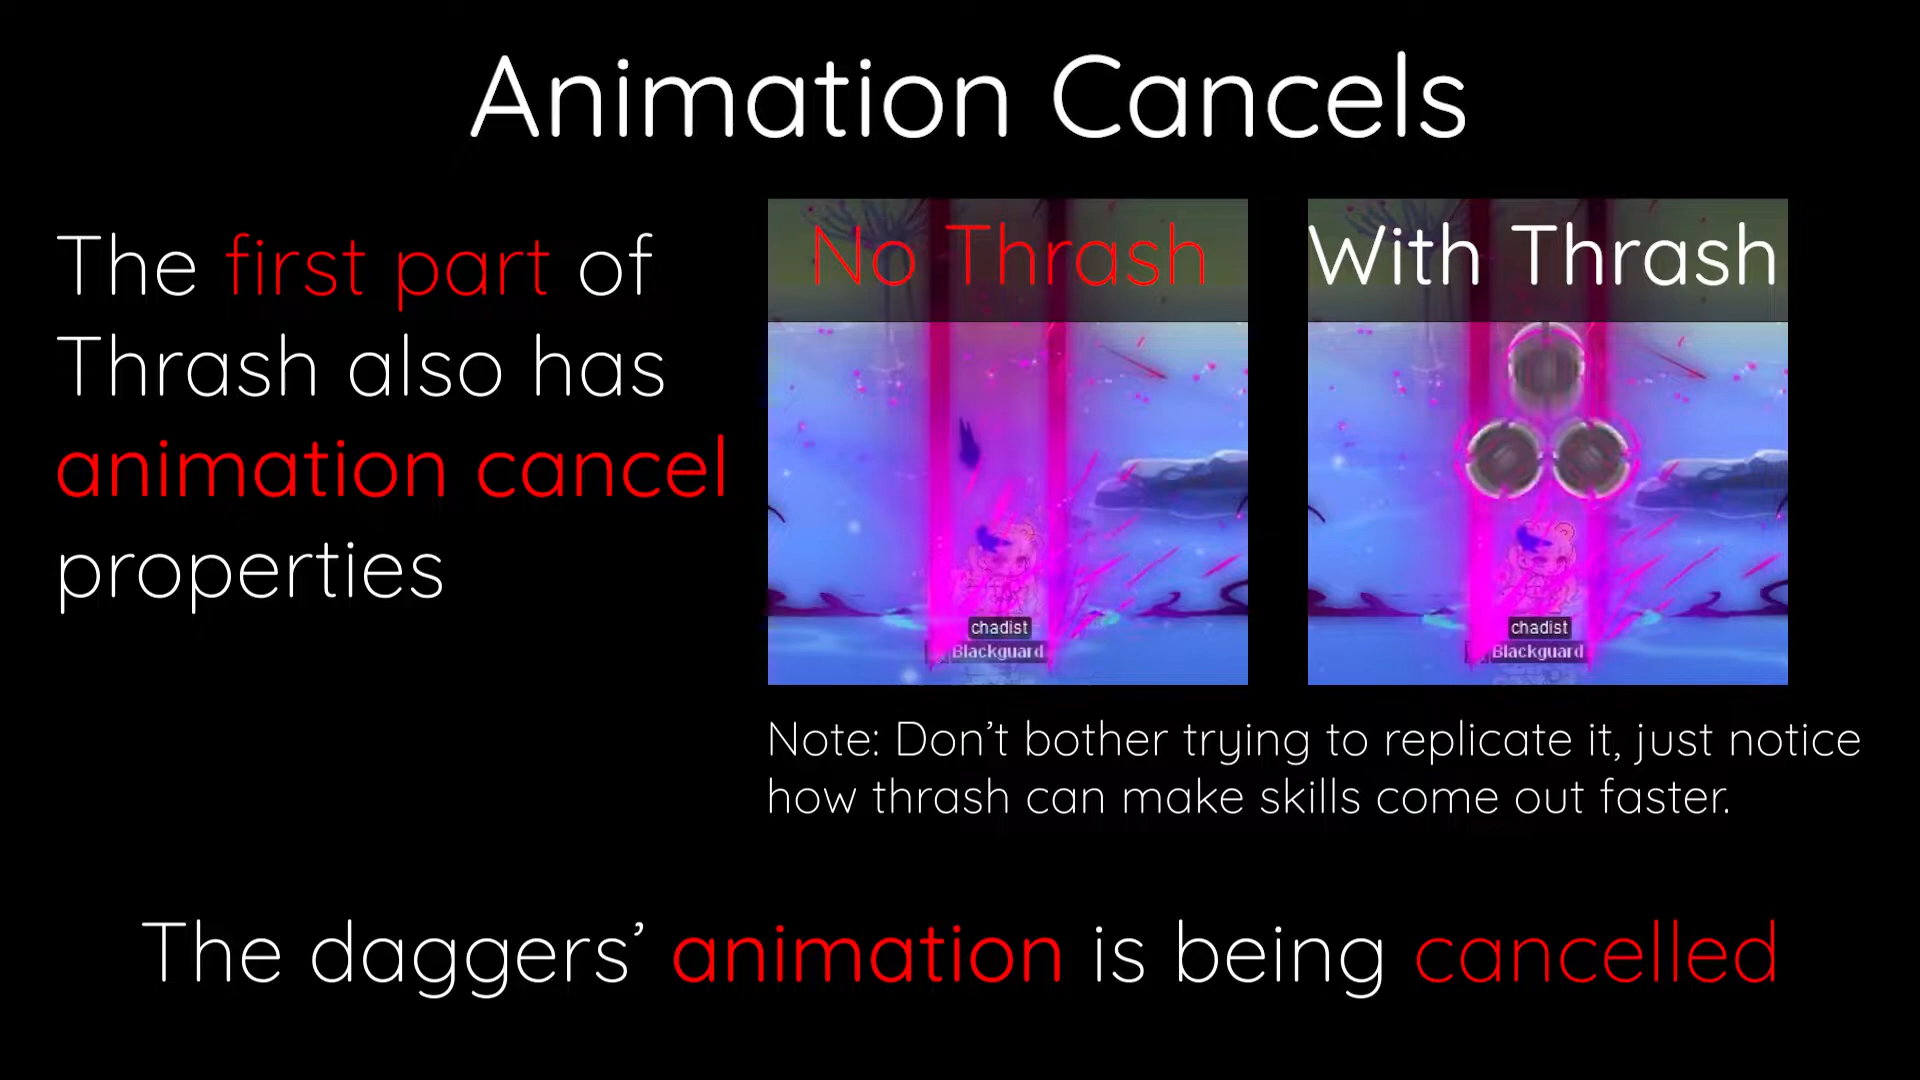 Animation Cancels
The first part of
Thrash also has
animation cancel
properties
No Thrash
chadist
Blackguard
With Thrash
chadist
Blackguard
Note: Don’t bother trying to replicate it, just notice
how thrash can make skills come out faster.
The daggers’ animation is being cancelled